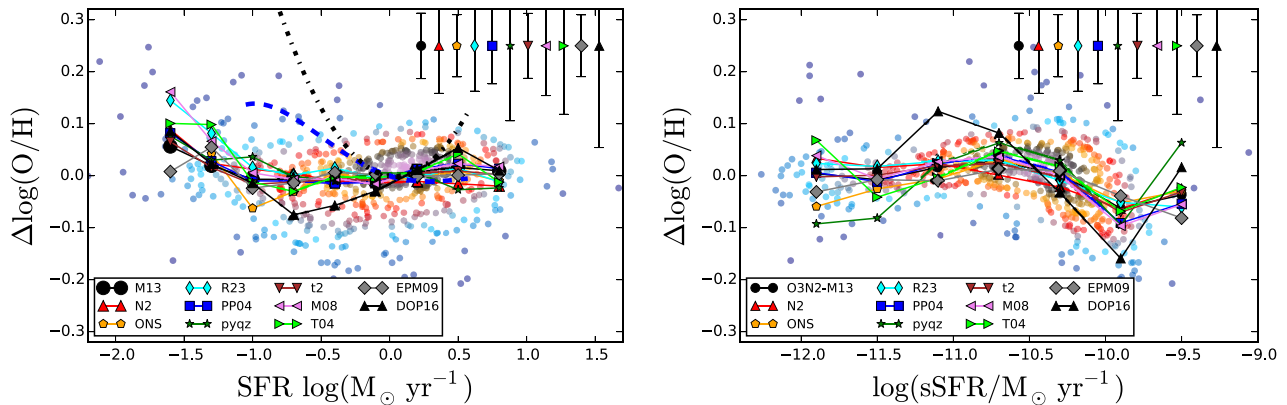 0.3
0.2
0.1
0.0
−0.1
−0.2
−0.3
Δlog(O/H)
M13
N2
ONS
R23
PP04
pyqz
t2
M08
T04
EPM09
DOP16
−2.0 −1.5 −1.0 −0.5 0.0 0.5 1.0 1.5
SFR log(M⊙ yr⁻¹)
0.3
0.2
0.1
0.0
−0.1
−0.2
−0.3
Δlog(O/H)
O3N2-M13
N2
ONS
R23
PP04
pyqz
t2
M08
T04
EPM09
DOP16
−12.0 −11.5 −11.0 −10.5 −10.0 −9.5 −9.0
log(sSFR/M⊙ yr⁻¹)